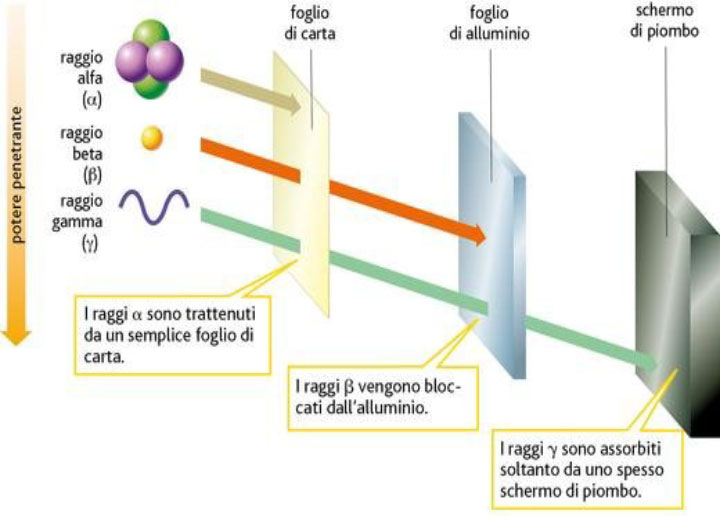 foglio
di carta
foglio
di alluminio
schermo
di piombo
raggio
alfa
(α)
raggio
beta
(β)
raggio
gamma
(γ)
potere penetrante
I raggi α sono trattenuti
da un semplice foglio di
carta.
I raggi β vengono bloc-
cati dall'alluminio.
I raggi γ sono assorbiti
soltanto da uno spesso
schermo di piombo.